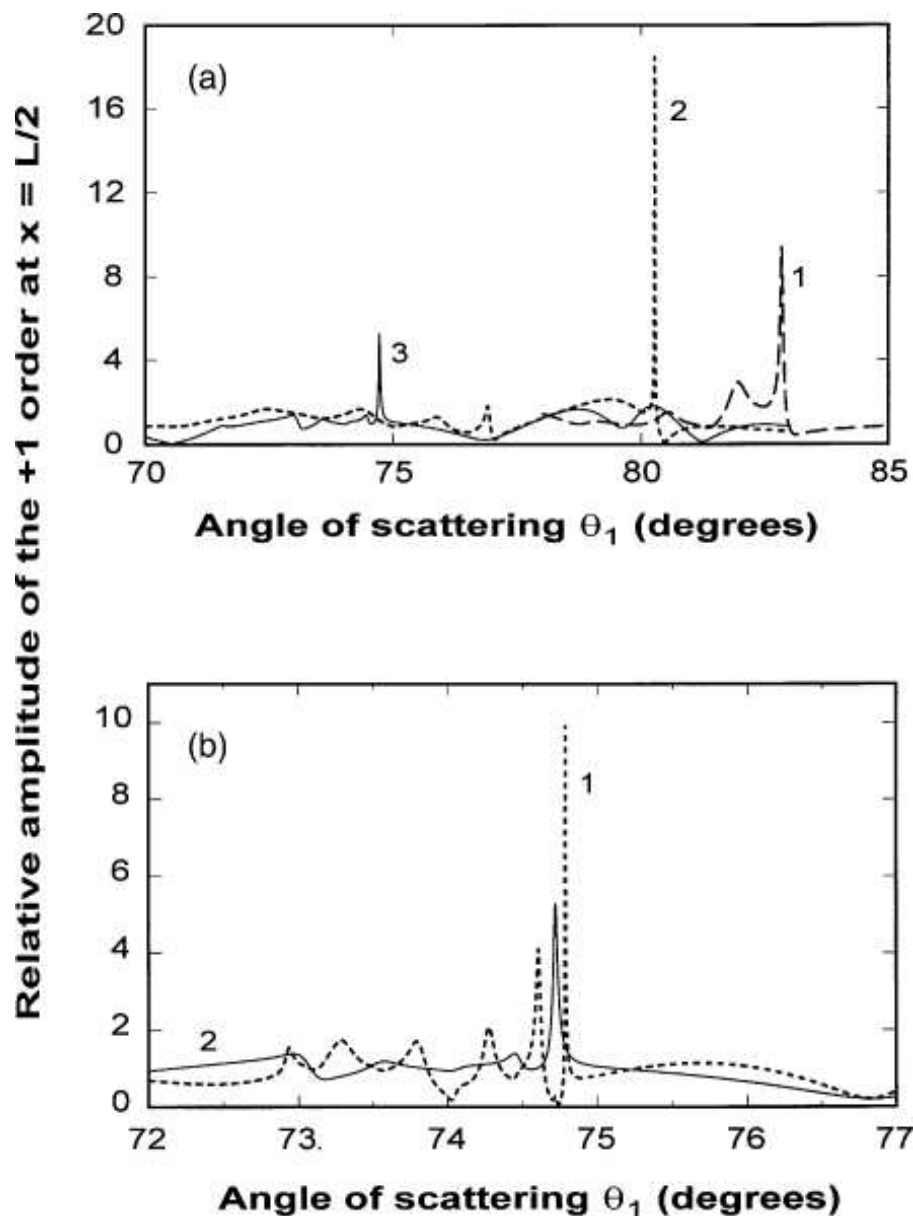 Relative amplitude of the +1 order at x = L/2
(a)
20
16
12
8
4
0
2
1
3
70 75 80 85
Angle of scattering Θ₁ (degrees)
(b)
10
8
6
4
2
0
1
2
72 73. 74 75 76 77
Angle of scattering Θ₁ (degrees)